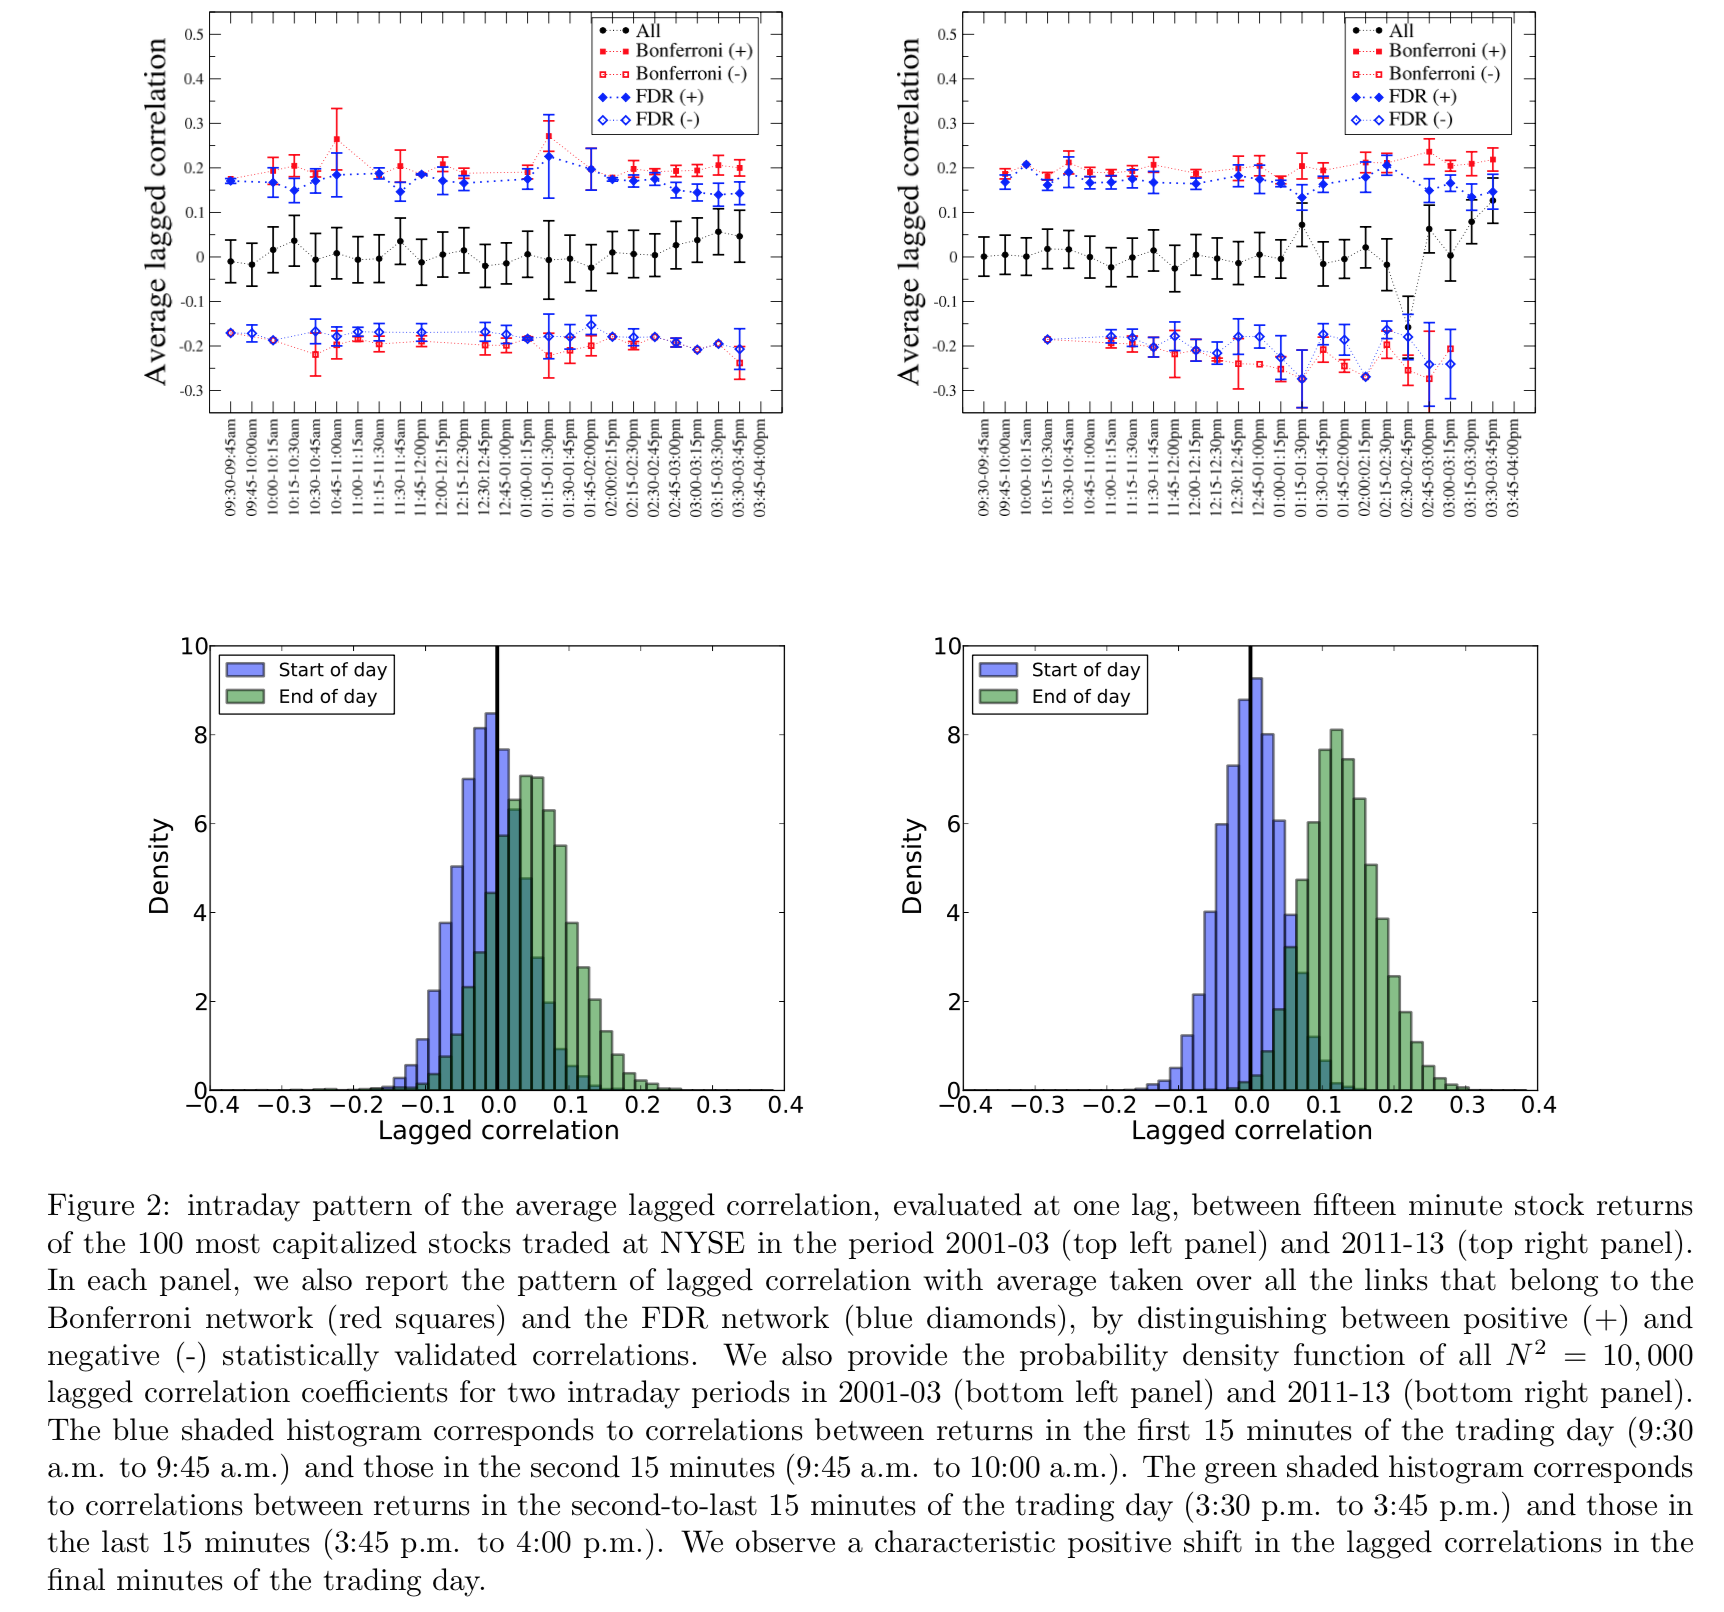 Average lagged correlation
0.5
0.4
0.3
0.2
0.1
0
-0.1
-0.2
-0.3
All
Bonferroni (+)
Bonferroni (-)
FDR (+)
FDR (-)
09:30-09:45am
09:45-10:00am
10:00-10:15am
10:15-10:30am
10:30-10:45am
10:45-11:00am
11:00-11:15am
11:15-11:30am
11:30-11:45am
11:45-12:00pm
12:00-12:15pm
12:15-12:30pm
12:30-12:45pm
12:45-01:00pm
01:00-01:15pm
01:15-01:30pm
01:30-01:45pm
01:45-02:00pm
02:00-02:15pm
02:15-02:30pm
02:30-02:45pm
02:45-03:00pm
03:00-03:15pm
03:15-03:30pm
03:30-03:45pm
03:45-04:00pm
Average lagged correlation
0.5
0.4
0.3
0.2
0.1
0
-0.1
-0.2
-0.3
All
Bonferroni (+)
Bonferroni (-)
FDR (+)
FDR (-)
09:30-09:45am
09:45-10:00am
10:00-10:15am
10:15-10:30am
10:30-10:45am
10:45-11:00am
11:00-11:15am
11:15-11:30am
11:30-11:45am
11:45-12:00pm
12:00-12:15pm
12:15-12:30pm
12:30-12:45pm
12:45-01:00pm
01:00-01:15pm
01:15-01:30pm
01:30-01:45pm
01:45-02:00pm
02:00-02:15pm
02:15-02:30pm
02:30-02:45pm
02:45-03:00pm
03:00-03:15pm
03:15-03:30pm
03:30-03:45pm
03:45-04:00pm
Density
10
8
6
4
2
0
Start of day
End of day
−0.4 −0.3 −0.2 −0.1 0.0 0.1 0.2 0.3 0.4
Lagged correlation
Density
10
8
6
4
2
0
Start of day
End of day
−0.4 −0.3 −0.2 −0.1 0.0 0.1 0.2 0.3 0.4
Lagged correlation
Figure 2: intraday pattern of the average lagged correlation, evaluated at one lag, between fifteen minute stock returns
of the 100 most capitalized stocks traded at NYSE in the period 2001-03 (top left panel) and 2011-13 (top right panel).
In each panel, we also report the pattern of lagged correlation with average taken over all the links that belong to the
Bonferroni network (red squares) and the FDR network (blue diamonds), by distinguishing between positive (+) and
negative (-) statistically validated correlations. We also provide the probability density function of all N² = 10, 000
lagged correlation coefficients for two intraday periods in 2001-03 (bottom left panel) and 2011-13 (bottom right panel).
The blue shaded histogram corresponds to correlations between returns in the first 15 minutes of the trading day (9:30
a.m. to 9:45 a.m.) and those in the second 15 minutes (9:45 a.m. to 10:00 a.m.). The green shaded histogram corresponds
to correlations between returns in the second-to-last 15 minutes of the trading day (3:30 p.m. to 3:45 p.m.) and those in
the last 15 minutes (3:45 p.m. to 4:00 p.m.). We observe a characteristic positive shift in the lagged correlations in the
final minutes of the trading day.